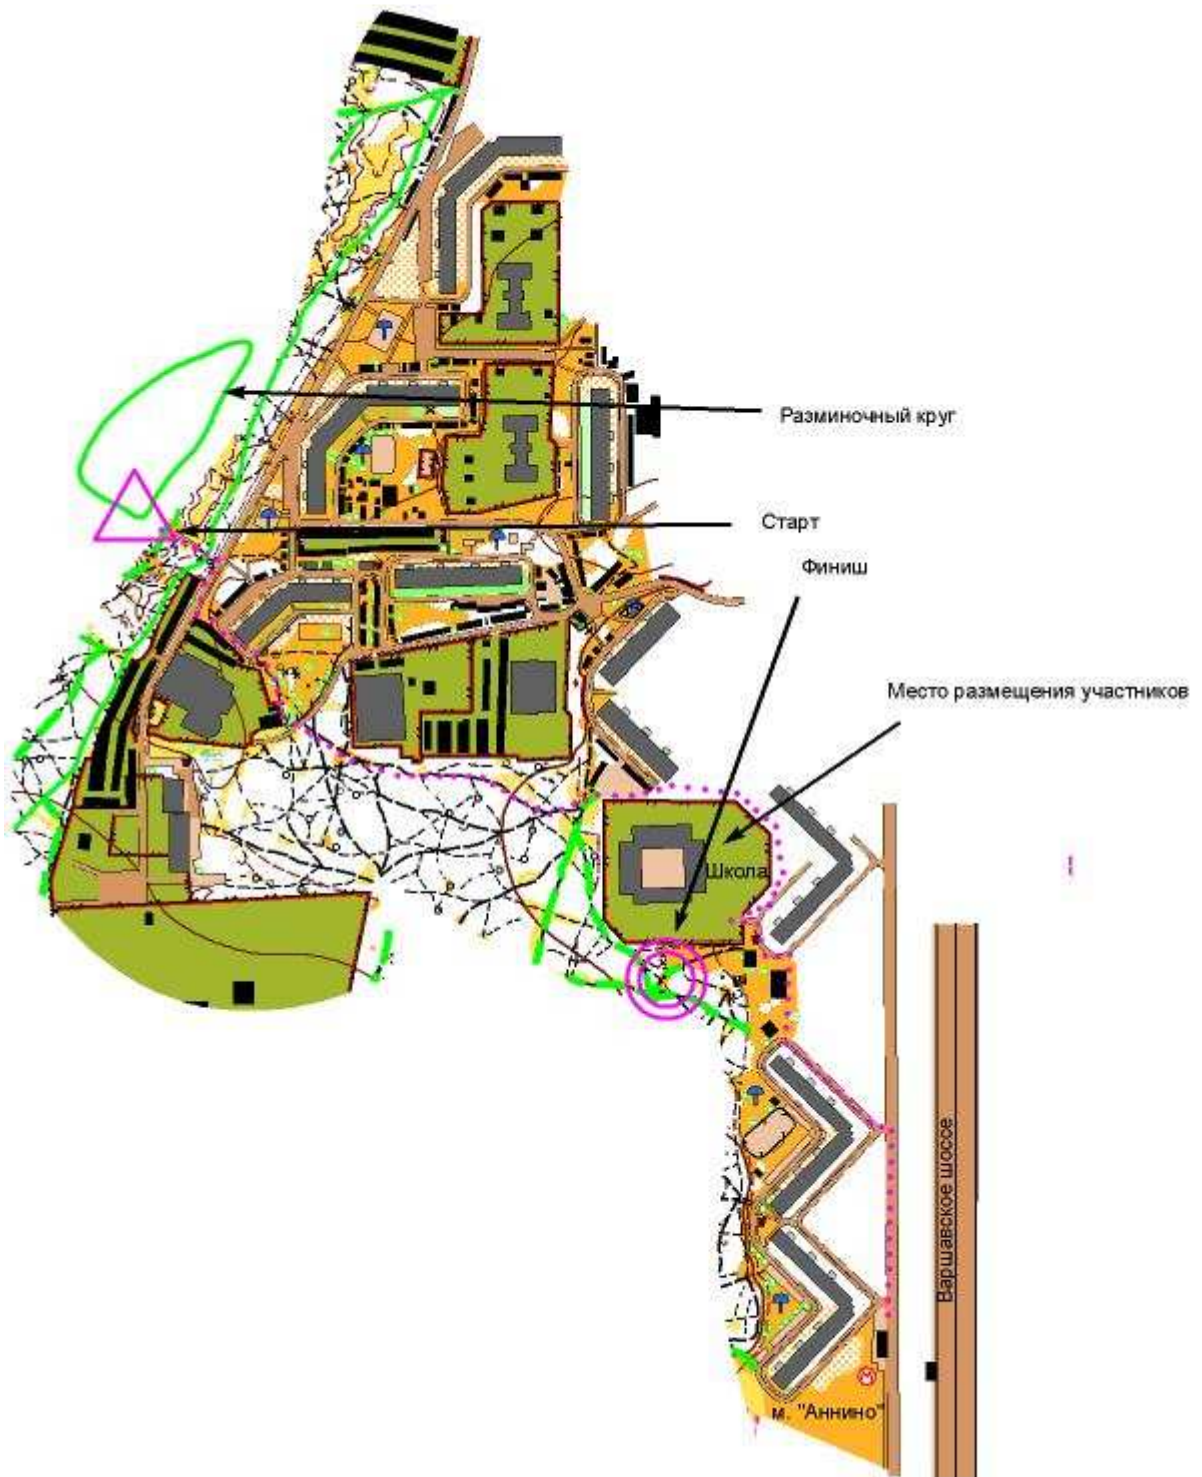 Разминочный круг
Старт
Финиш
Место размещения участников
Школа
Варшавское шоссе
М
м. "Аннино"